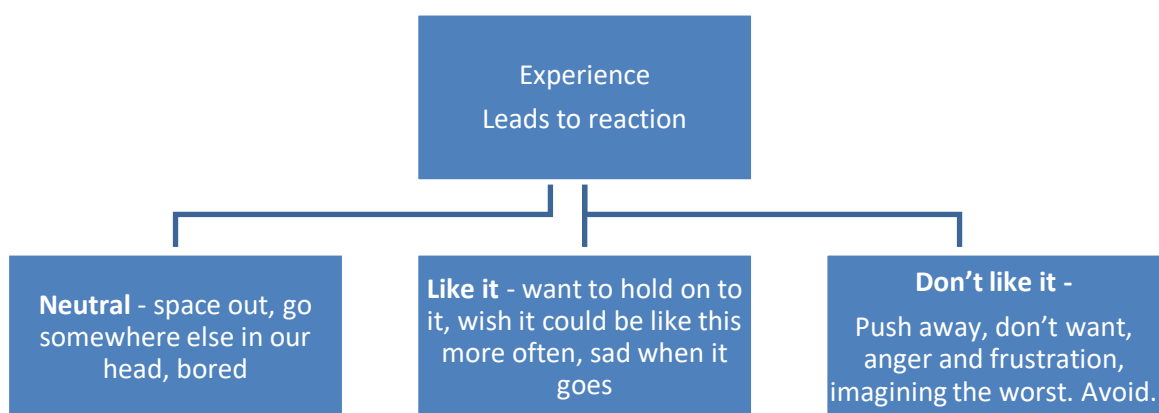 Experience
Leads to reaction
Neutral - space out, go
somewhere else in our
head, bored
Like it - want to hold on to
it, wish it could be like this
more often, sad when it
goes
Don’t like it -
Push away, don’t want,
anger and frustration,
imagining the worst. Avoid.